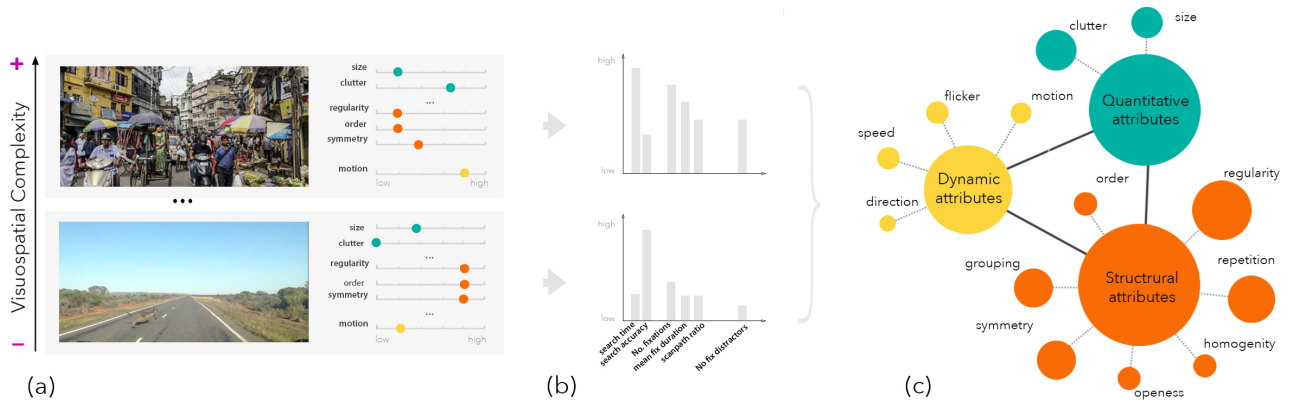 +
Visuospatial Complexity
–
size
clutter
...
regularity
order
symmetry
motion
low
high
...
size
clutter
...
regularity
order
symmetry
...
motion
low
high
(a)
high
low
high
low
search time
search accuracy
No. fixations
mean fix duration
scanpath ratio
No fix distractors
(b)
clutter
size
Quantitative
attributes
flicker
motion
speed
direction
Dynamic
attributes
order
regularity
grouping
repetition
Structrural
attributes
symmetry
homogenity
openess
(c)